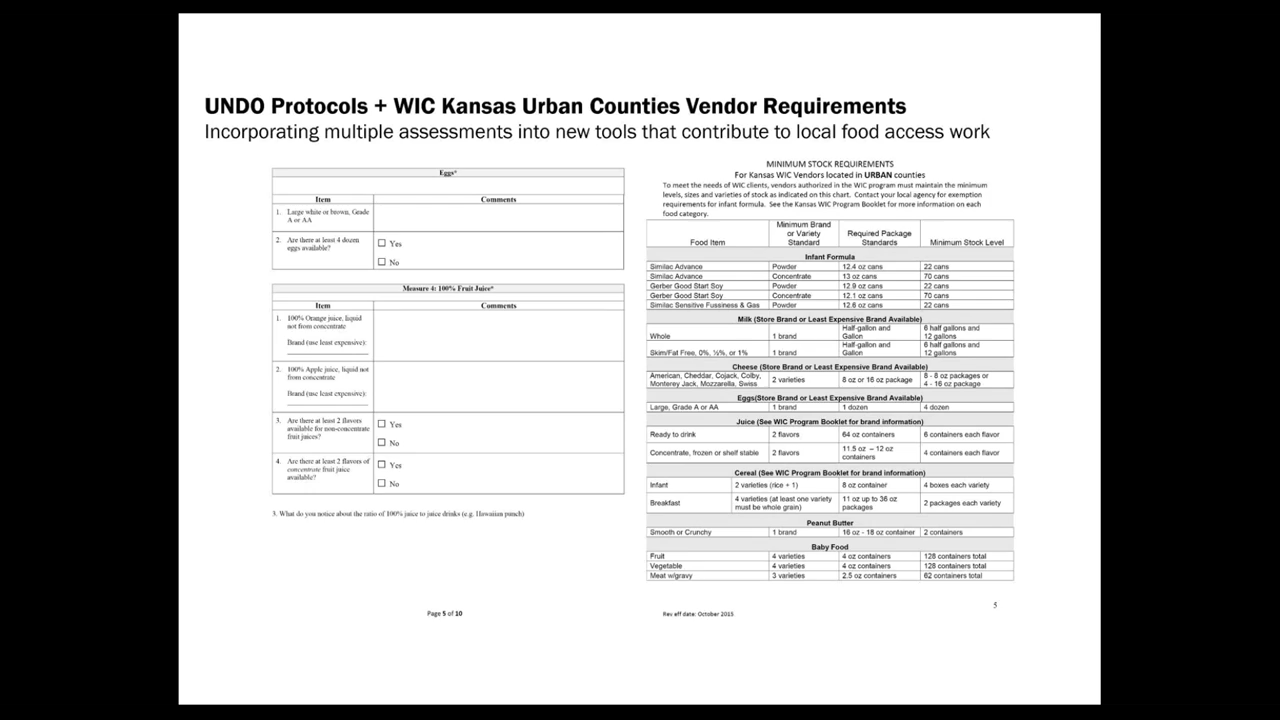 UNDO Protocols + WIC Kansas Urban Counties Vendor Requirements
Incorporating multiple assessments into new tools that contribute to local food access work
Eggs*
Item Comments
1. Large white or brown, Grade
A or AA
2. Are there at least 4 dozen
eggs available?
☐ Yes
☐ No
Measure 4: 100% Fruit Juice*
Item Comments
1. 100% Orange juice, liquid
not from concentrate
Brand (use least expensive):
2. 100% Apple juice, liquid not
from concentrate
Brand (use least expensive):
3. Are there at least 2 flavors
available for non-concentrate
fruit juices?
☐ Yes
☐ No
4. Are there at least 2 flavors of
concentrate fruit juice
available?
☐ Yes
☐ No
3. What do you notice about the ratio of 100% juice to juice drinks (e.g. Hawaiian punch)
Page 5 of 10
MINIMUM STOCK REQUIREMENTS
For Kansas WIC Vendors located in URBAN counties
To meet the needs of WIC clients, vendors authorized in the WIC program must maintain the minimum
levels, sizes and varieties of stock as indicated on this chart. Contact your local agency for exemption
requirements for infant formula. See the Kansas WIC Program Booklet for more information on each
food category.
Food Item Minimum Brand or Variety Standard Required Package Standards Minimum Stock Level
Infant Formula
Similac Advance Powder 12.4 oz cans 22 cans
Similac Advance Concentrate 13 oz cans 70 cans
Gerber Good Start Soy Powder 12.9 oz cans 22 cans
Gerber Good Start Soy Concentrate 12.1 oz cans 70 cans
Similac Sensitive Fussiness & Gas Powder 12.6 oz cans 22 cans
Milk (Store Brand or Least Expensive Brand Available)
Whole 1 brand Half-gallon and Gallon 6 half gallons and 12 gallons
Skim/Fat Free, 0%, ½%, or 1% 1 brand Half-gallon and Gallon 6 half gallons and 12 gallons
Cheese (Store Brand or Least Expensive Brand Available)
American, Cheddar, Cojack, Colby, Monterey Jack, Mozzarella, Swiss 2 varieties 8 oz or 16 oz package 8 - 8 oz packages or 4 - 16 oz package
Eggs(Store Brand or Least Expensive Brand Available)
Large, Grade A or AA 1 brand 1 dozen 4 dozen
Juice (See WIC Program Booklet for brand information)
Ready to drink 2 flavors 64 oz containers 6 containers each flavor
Concentrate, frozen or shelf stable 2 flavors 11.5 oz – 12 oz containers 4 containers each flavor
Cereal (See WIC Program Booklet for brand information)
Infant 2 varieties (rice + 1) 8 oz container 4 boxes each variety
Breakfast 4 varieties (at least one variety must be whole grain) 11 oz up to 36 oz packages 2 packages each variety
Peanut Butter
Smooth or Crunchy 1 brand 16 oz - 18 oz container 2 containers
Baby Food
Fruit 4 varieties 4 oz containers 128 containers total
Vegetable 4 varieties 4 oz containers 128 containers total
Meat w/gravy 3 varieties 2.5 oz containers 62 containers total
5
Rev eff date: October 2015